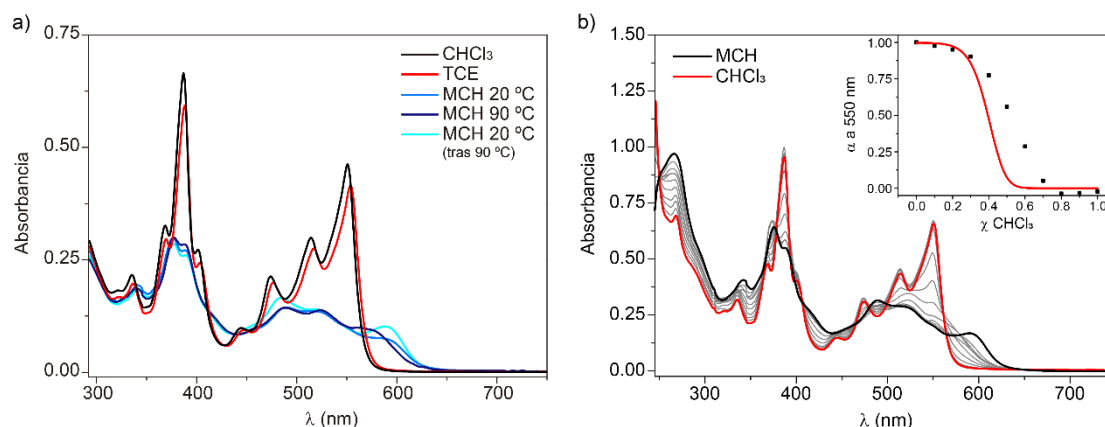 a)
0.75
0.50
0.25
0.00
Absorbancia
300 400 500 600 700
λ (nm)
CHCl₃
TCE
MCH 20 ºC
MCH 90 ºC
MCH 20 ºC
(tras 90 ºC)
b)
1.50
1.25
1.00
0.75
0.50
0.25
0.00
Absorbancia
300 400 500 600 700
λ (nm)
MCH
CHCl₃
1.00
0.75
0.50
0.25
0.00
α a 550 nm
0.0 0.2 0.4 0.6 0.8 1.0
χ CHCl₃